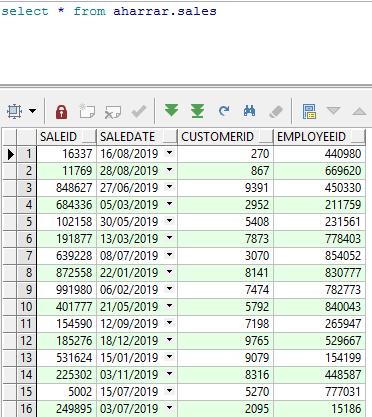 select * from aharrar.sales
SALEID SALEDATE CUSTOMERID EMPLOYEEID
1 16337 16/08/2019 270 440980
2 11769 28/08/2019 867 669620
3 848627 27/06/2019 9391 450330
4 684336 05/03/2019 2952 211759
5 102158 30/05/2019 5408 231561
6 191877 13/03/2019 7873 778403
7 639228 08/07/2019 3070 854052
8 872558 22/01/2019 8141 830777
9 991980 06/02/2019 7474 782773
10 401777 21/05/2019 5792 840043
11 154590 12/09/2019 7198 265947
12 185276 18/12/2019 9765 529667
13 531624 15/01/2019 9079 154199
14 225302 03/11/2019 8316 448587
15 5002 15/07/2019 5270 777031
16 249895 03/07/2019 2095 15186